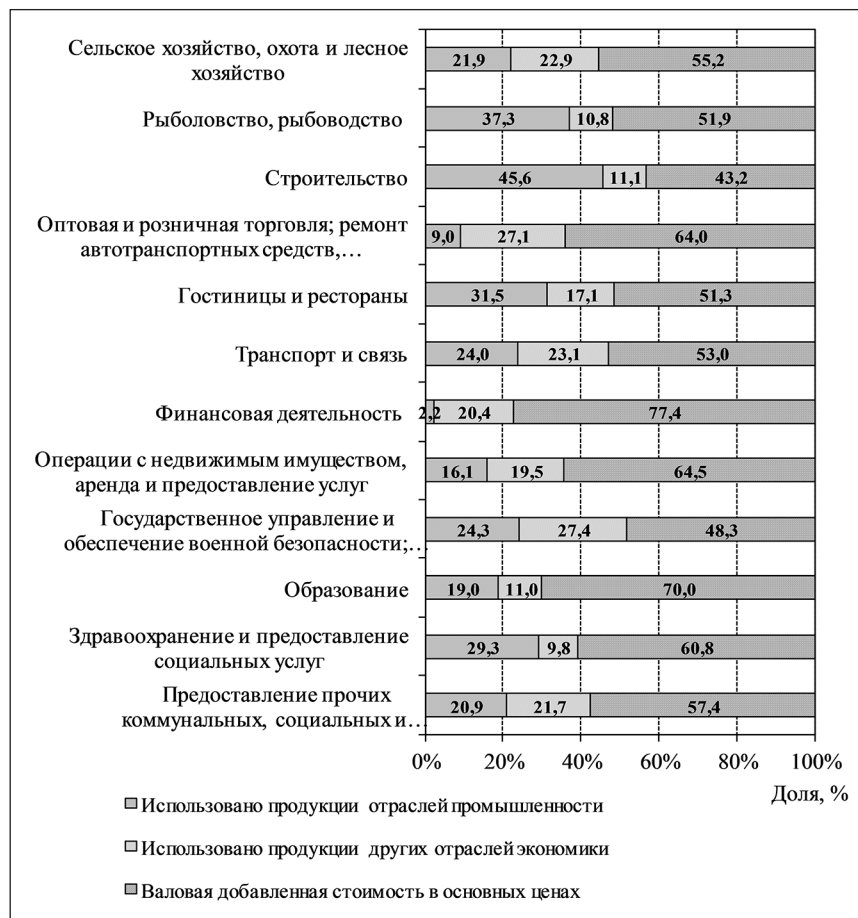 Сельское хозяйство, охота и лесное
хозяйство
21,9 22,9 55,2
Рыболовство, рыбоводство
37,3 10,8 51,9
Строительство
45,6 11,1 43,2
Оптовая и розничная торговля; ремонт
автотранспортных средств,…
9,0 27,1 64,0
Гостиницы и рестораны
31,5 17,1 51,3
Транспорт и связь
24,0 23,1 53,0
Финансовая деятельность
2,2 20,4 77,4
Операции с недвижимым имуществом,
аренда и предоставление услуг
16,1 19,5 64,5
Государственное управление и
обеспечение военной безопасности;…
24,3 27,4 48,3
Образование
19,0 11,0 70,0
Здравоохранение и предоставление
социальных услуг
29,3 9,8 60,8
Предоставление прочих
коммунальных, социальных и…
20,9 21,7 57,4
0% 20% 40% 60% 80% 100%
Доля, %
Использовано продукции отраслей промышленности
Использовано продукции других отраслей экономики
Валовая добавленная стоимость в основных ценах